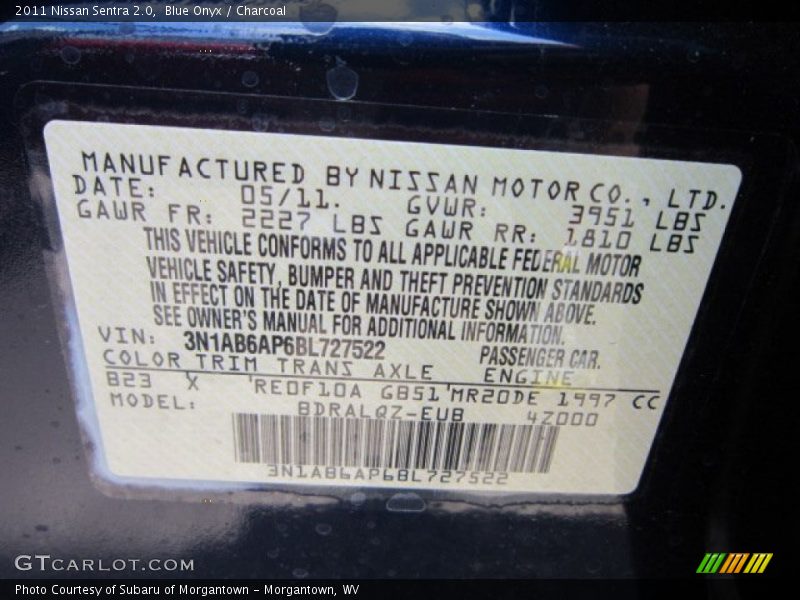 2011 Nissan Sentra 2.0, Blue Onyx / Charcoal
MANUFACTURED BY NISSAN MOTOR CO., LTD.
DATE: 05/11. GVWR: 3951 LBS
GAWR FR: 2227 LBS GAWR RR: 1810 LBS
THIS VEHICLE CONFORMS TO ALL APPLICABLE FEDERAL MOTOR
VEHICLE SAFETY, BUMPER AND THEFT PREVENTION STANDARDS
IN EFFECT ON THE DATE OF MANUFACTURE SHOWN ABOVE.
SEE OWNER'S MANUAL FOR ADDITIONAL INFORMATION.
VIN: 3N1AB6AP6BL727522 PASSENGER CAR.
COLOR TRIM TRANS AXLE ENGINE
B23 X RE0F10A GB51 MR20DE 1997 CC
MODEL: BDRALQZ-EUB 4Z000
3N1AB6AP6BL727522
GTCARLOT.COM
Photo Courtesy of Subaru of Morgantown - Morgantown, WV